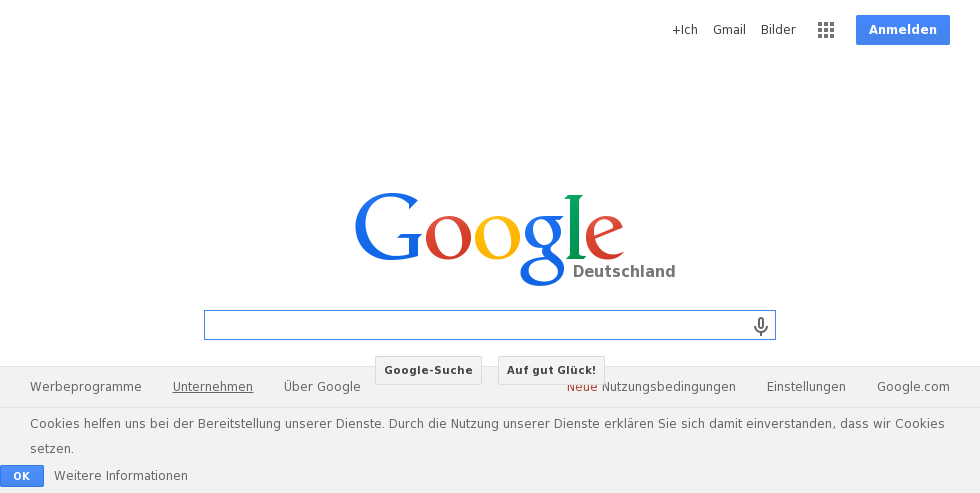 +Ich Gmail Bilder Anmelden
Google
Deutschland
Google-Suche Auf gut Glück!
Werbeprogramme Unternehmen Über Google Neue Nutzungsbedingungen Einstellungen Google.com
Cookies helfen uns bei der Bereitstellung unserer Dienste. Durch die Nutzung unserer Dienste erklären Sie sich damit einverstanden, dass wir Cookies
setzen.
OK Weitere Informationen